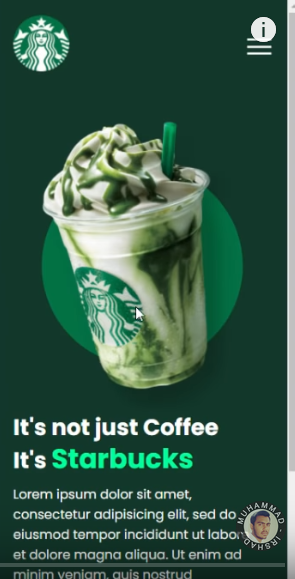 It's not just Coffee
It's Starbucks
Lorem ipsum dolor sit amet,
consectetur adipisicing elit, sed do
eiusmod tempor incididunt ut labo
et dolore magna aliqua. Ut enim ad
minim veniam, quis nostrud
MUHAMMAD IRSHAD